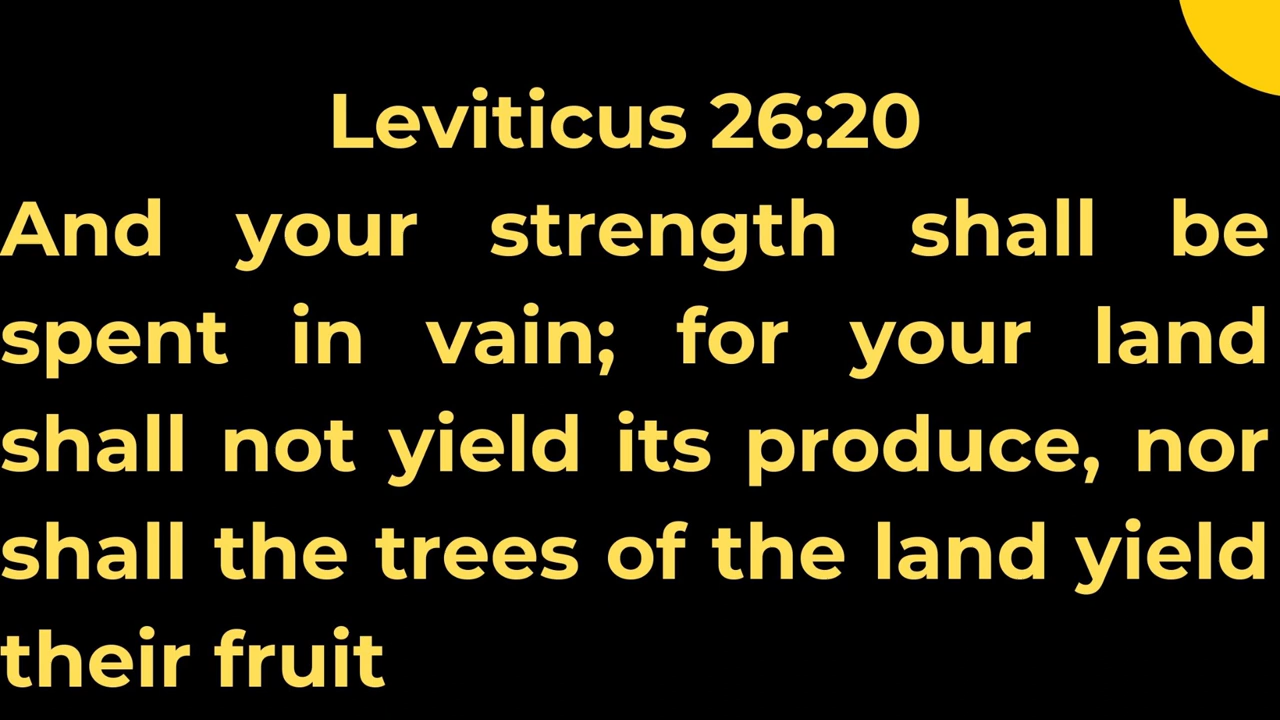 Leviticus 26:20
And your strength shall be
spent in vain; for your land
shall not yield its produce, nor
shall the trees of the land yield
their fruit